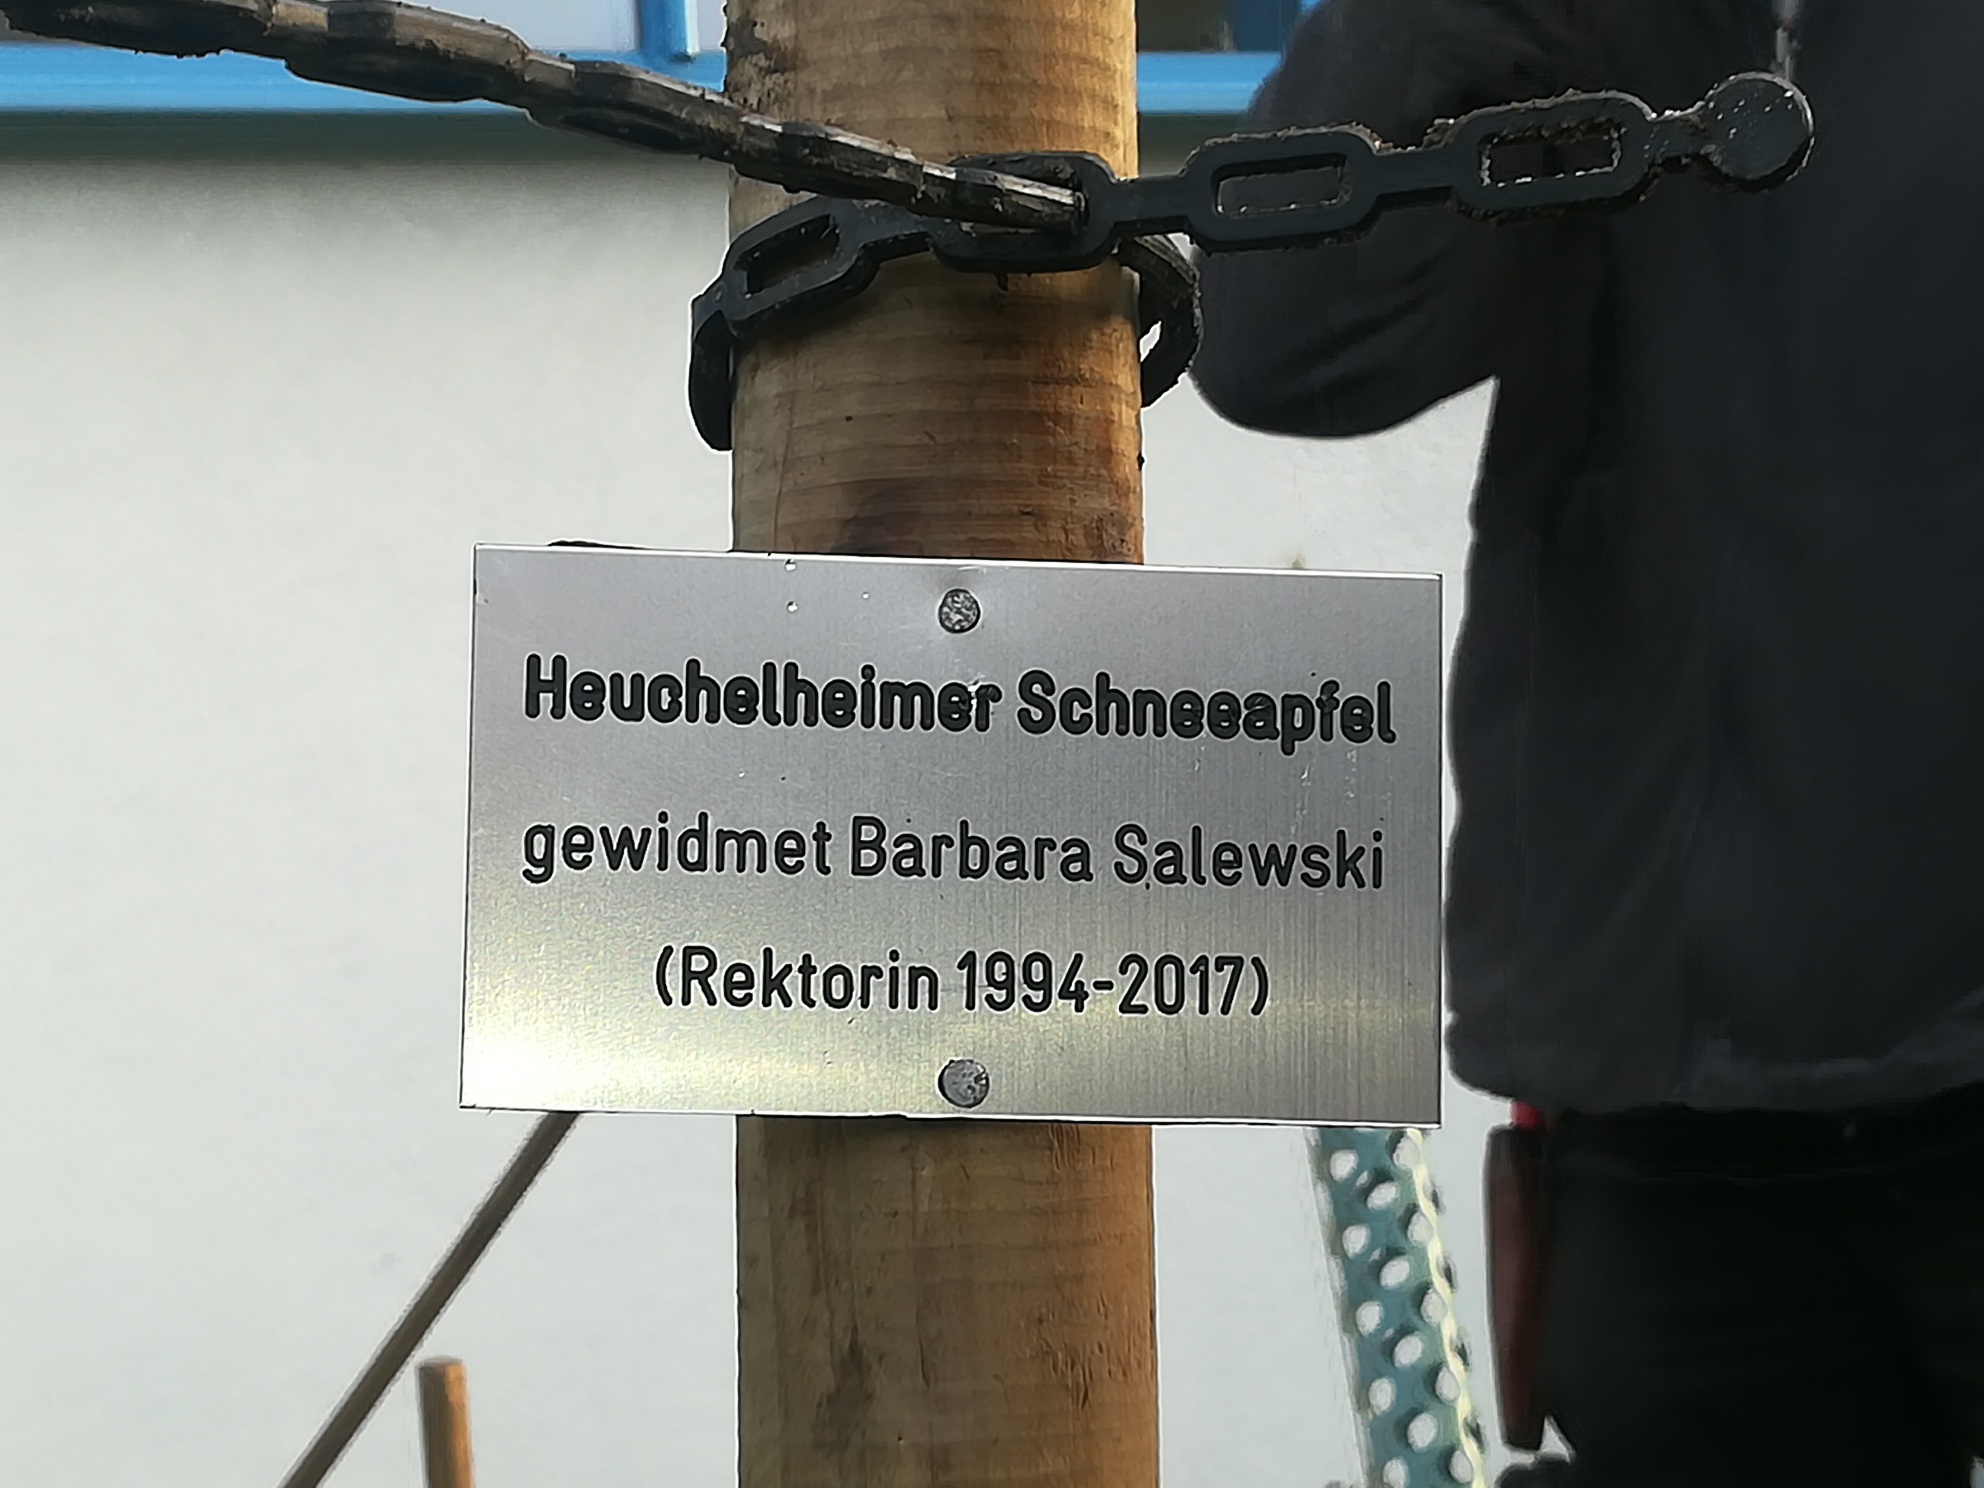 Heuchelheimer Schneeapfel
gewidmet Barbara Salewski
(Rektorin 1994-2017)